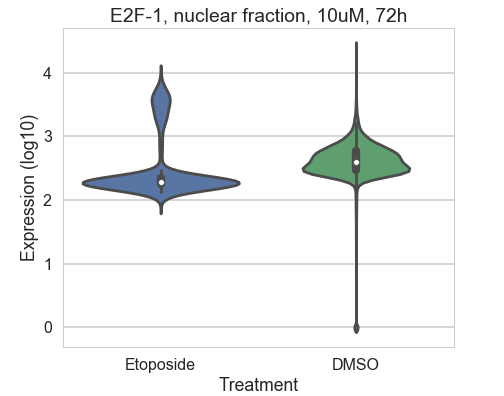 E2F-1, nuclear fraction, 10uM, 72h
Expression (log10)
4
3
2
1
0
Etoposide
DMSO
Treatment